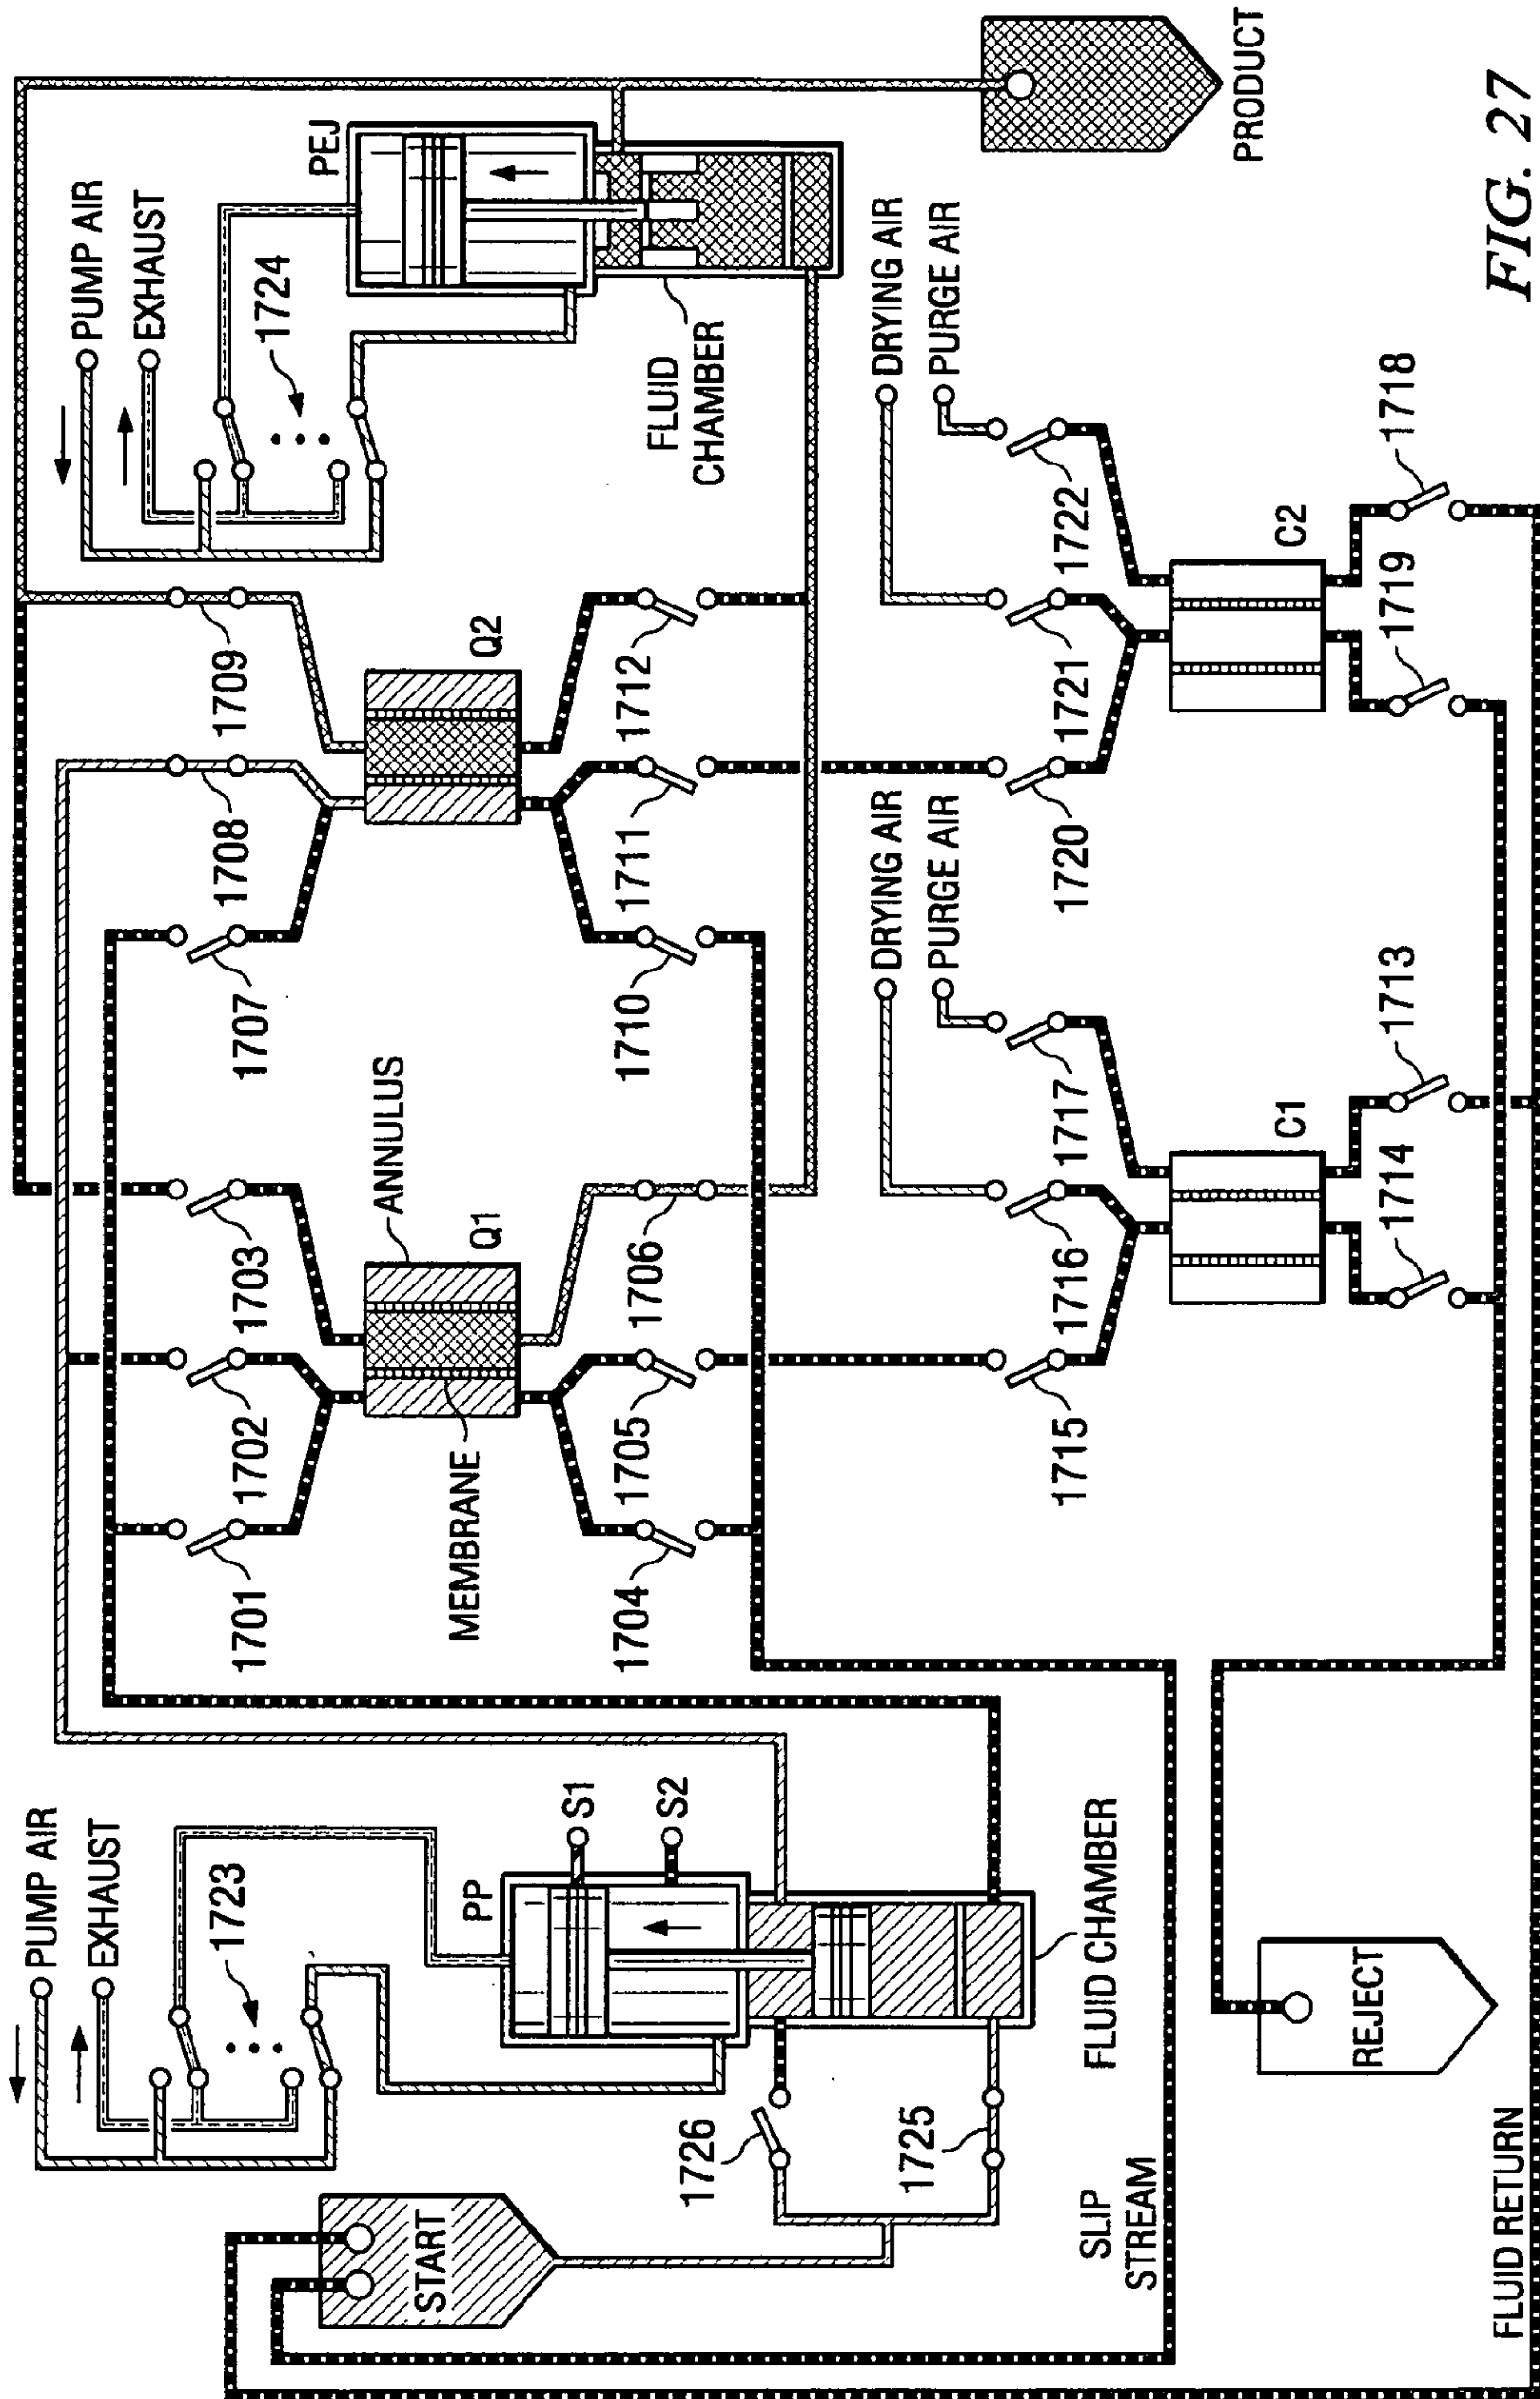 PUMP AIR
EXHAUST
1723
START
PP
S1
S2
1726
1725
FLUID CHAMBER
SLIP
STREAM
REJECT
FLUID RETURN
1701
1702
1703
ANNULUS
MEMBRANE
Q1
1704
1705
1706
1707
1708
1709
Q2
1710
1711
1712
PUMP AIR
EXHAUST
1724
PEJ
FLUID
CHAMBER
PRODUCT
DRYING AIR
PURGE AIR
1715
1716
1717
C1
1714
1713
DRYING AIR
PURGE AIR
1720
1721
1722
C2
1719
1718
FIG. 27